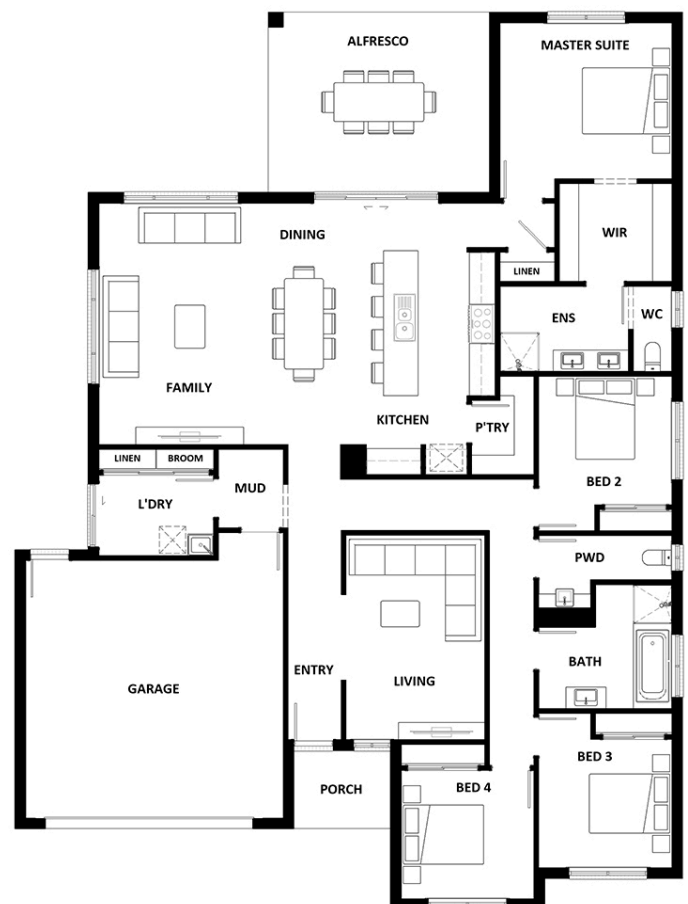 ALFRESCO
MASTER SUITE
DINING
WIR
LINEN
ENS
WC
FAMILY
KITCHEN
P'TRY
LINEN
BROOM
MUD
BED 2
L'DRY
PWD
GARAGE
ENTRY
LIVING
BATH
BED 3
PORCH
BED 4